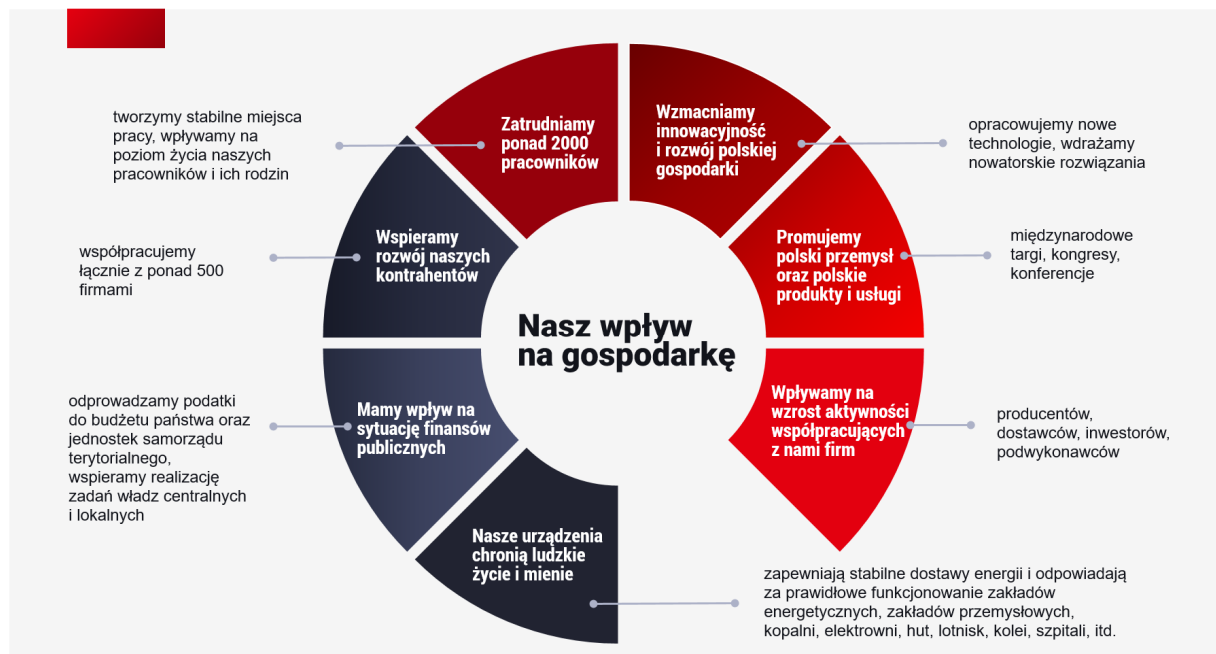 Nasz wpływ
na gospodarkę
Zatrudniamy
ponad 2000
pracowników
tworzymy stabilne miejsca
pracy, wpływamy na
poziom życia naszych
pracowników i ich rodzin
Wzmacniamy
innowacyjność
i rozwój polskiej
gospodarki
opracowujemy nowe
technologie, wdrażamy
nowatorskie rozwiązania
Wspieramy
rozwój naszych
kontrahentów
współpracujemy
łącznie z ponad 500
firmami
Promujemy
polski przemysł
oraz polskie
produkty i usługi
międzynarodowe
targi, kongresy,
konferencje
Mamy wpływ na
sytuację finansów
publicznych
odprowadzamy podatki
do budżetu państwa oraz
jednostek samorządu
terytorialnego,
wspieramy realizację
zadań władz centralnych
i lokalnych
Wpływamy na
wzrost aktywności
współpracujących
z nami firm
producentów,
dostawców, inwestorów,
podwykonawców
Nasze urządzenia
chronią ludzkie
życie i mienie
zapewniają stabilne dostawy energii i odpowiadają
za prawidłowe funkcjonowanie zakładów
energetycznych, zakładów przemysłowych,
kopalni, elektrowni, hut, lotnisk, kolei, szpitali, itd.